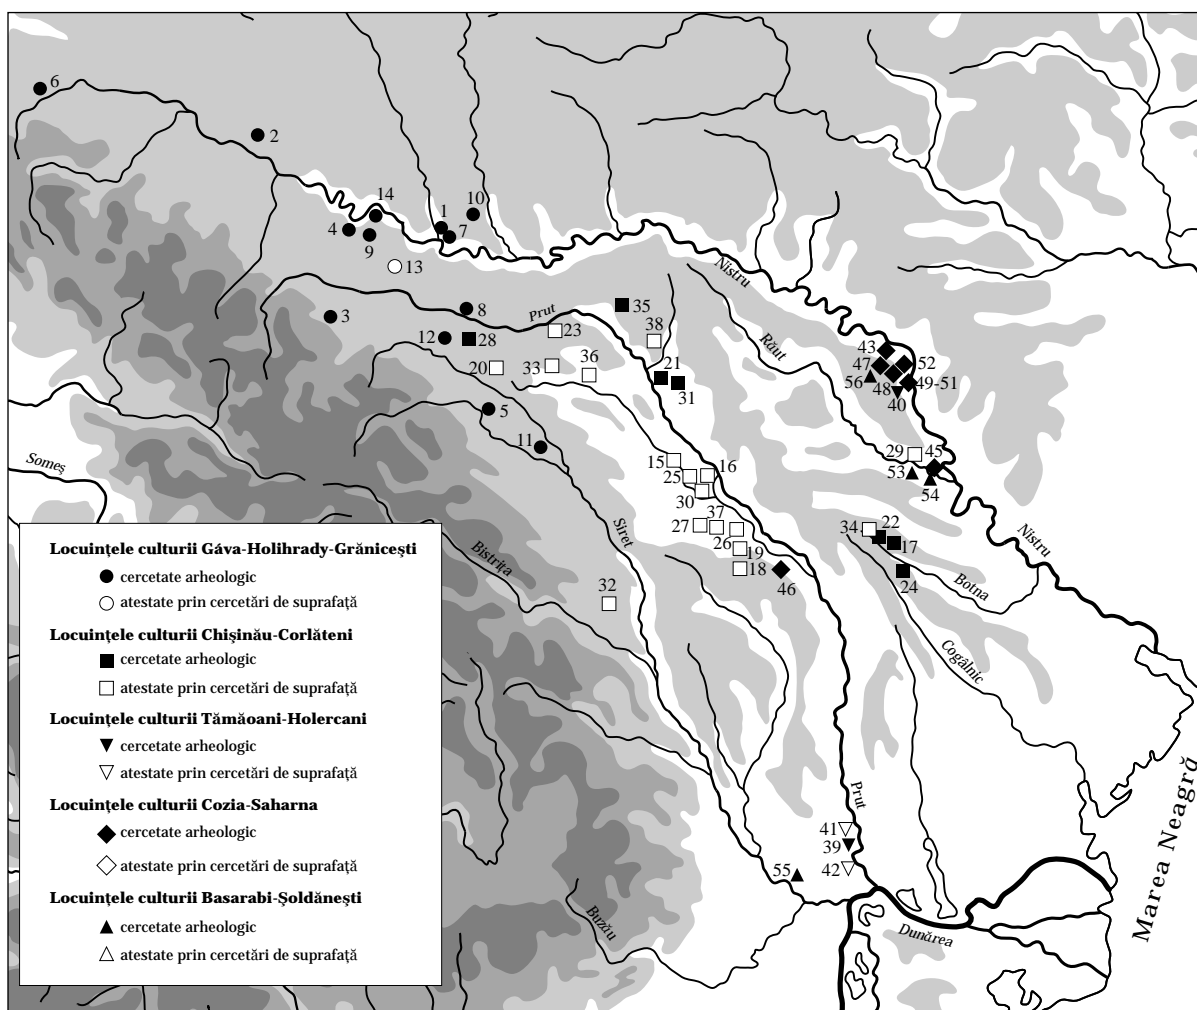 6
2
14
10
1
4
7
9
13
Nistru
3
8
Prut
35
12
28
23
38
43
Răut
20
33
36
21
47
52
56
49-51
31
48
40
5
11
15
16
29
45
25
53
Someș
30
54
37
27
34
22
Siret
26
17
Nistru
19
Bistrița
18
46
24
Botna
32
Cogâlnic
Prut
41
39
55
42
Buzău
Dunărea
Marea Neagră
Locuințele culturii Gáva-Holihrady-Grănicești
cercetate arheologic
atestate prin cercetări de suprafață
Locuințele culturii Chișinău-Corlăteni
cercetate arheologic
atestate prin cercetări de suprafață
Locuințele culturii Tămăoani-Holercani
cercetate arheologic
atestate prin cercetări de suprafață
Locuințele culturii Cozia-Saharna
cercetate arheologic
atestate prin cercetări de suprafață
Locuințele culturii Basarabi-Șoldănești
cercetate arheologic
atestate prin cercetări de suprafață